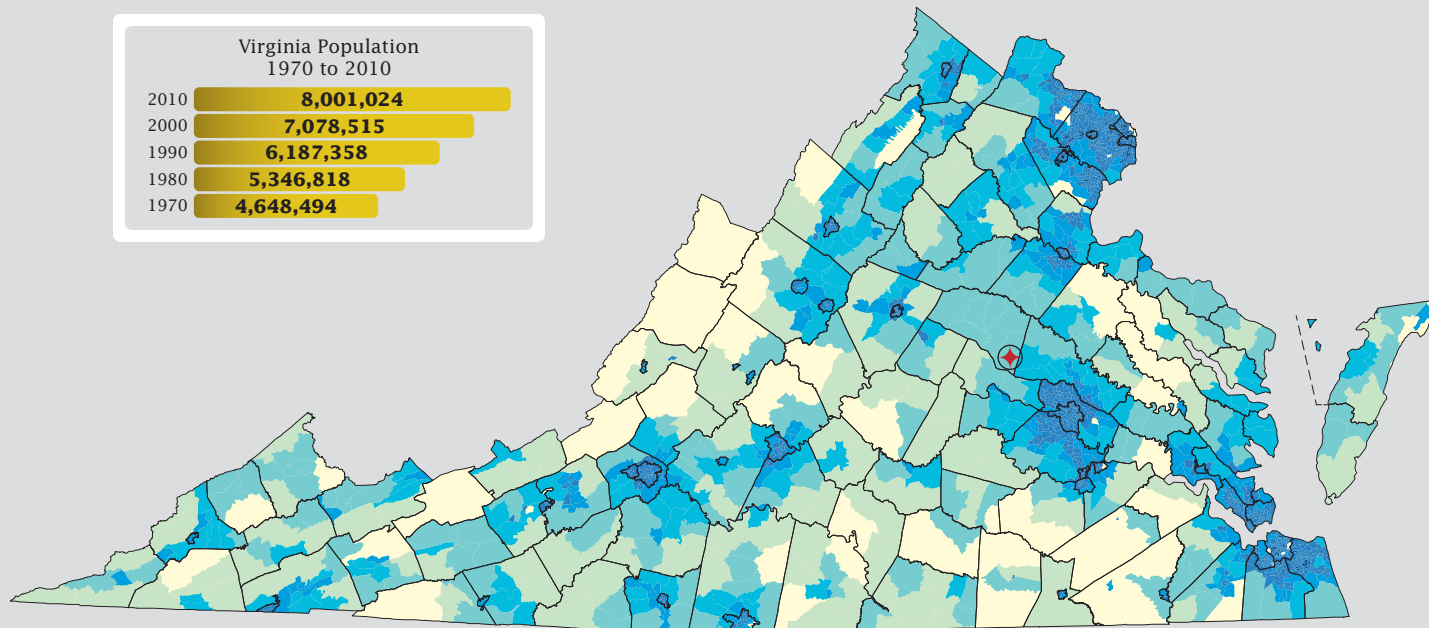 Virginia Population
1970 to 2010
2010 8,001,024
2000 7,078,515
1990 6,187,358
1980 5,346,818
1970 4,648,494